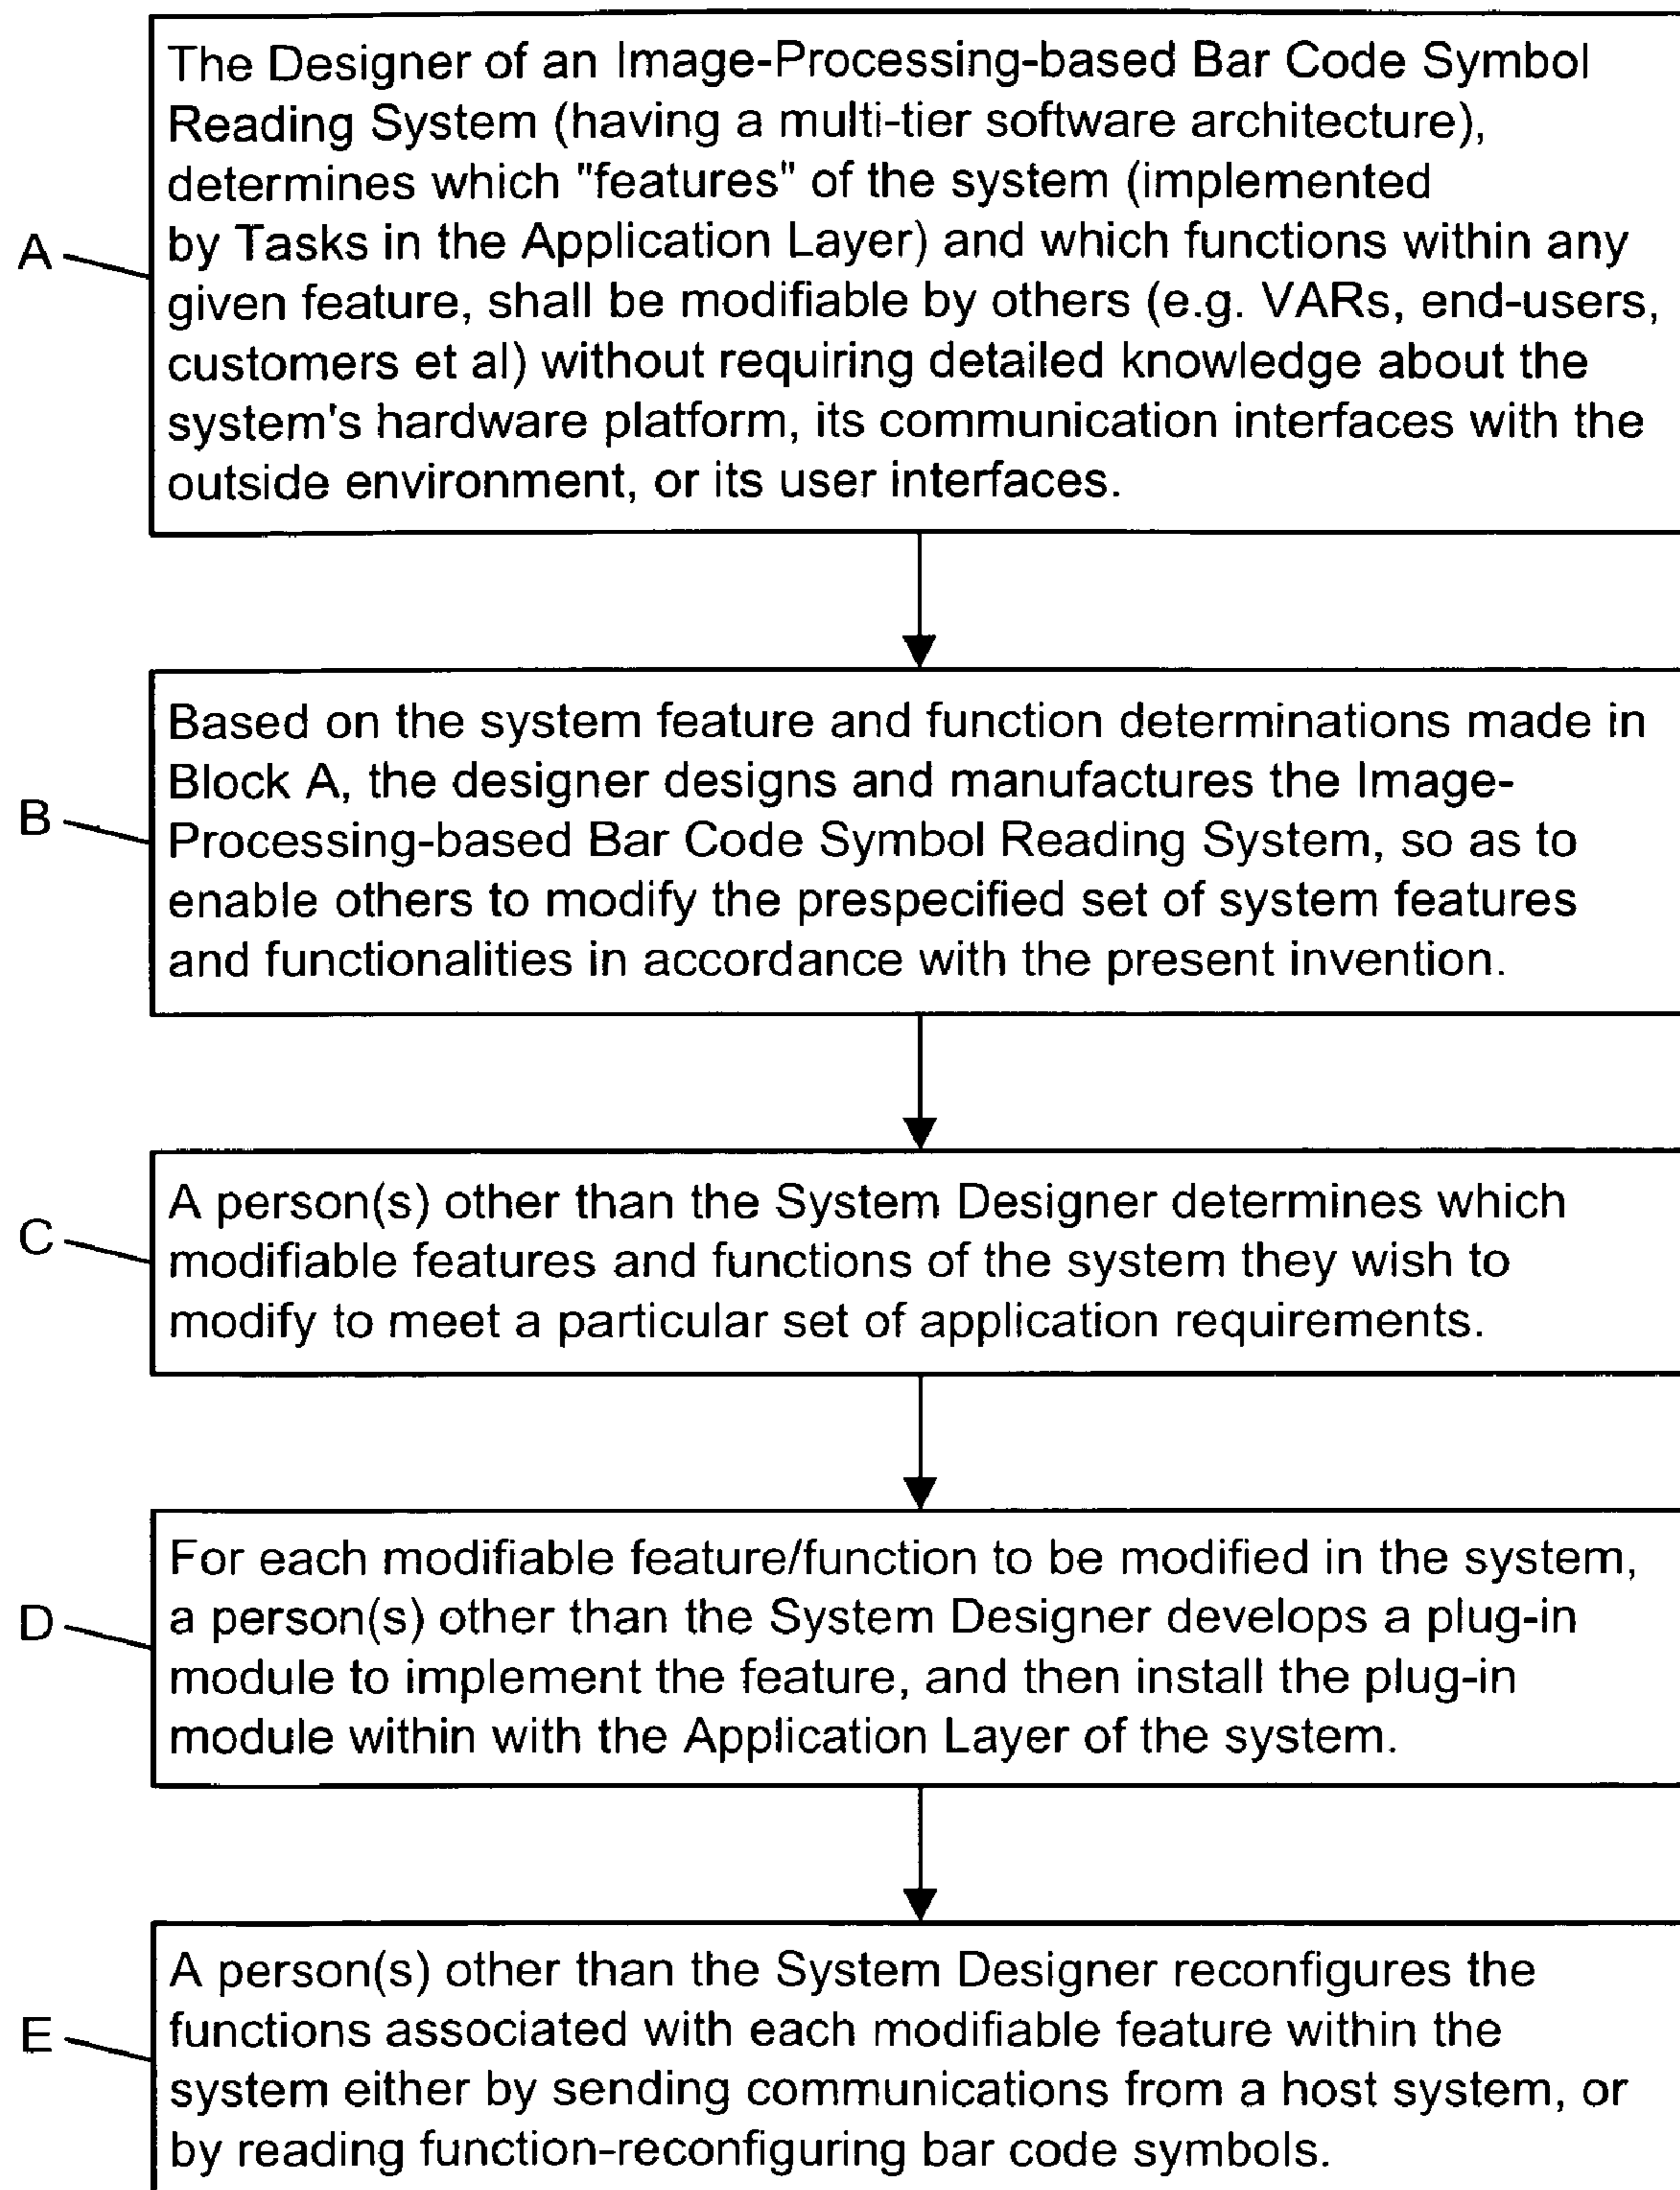 The Designer of an Image-Processing-based Bar Code Symbol
Reading System (having a multi-tier software architecture),
determines which "features" of the system (implemented
by Tasks in the Application Layer) and which functions within any
given feature, shall be modifiable by others (e.g. VARs, end-users,
customers et al) without requiring detailed knowledge about the
system's hardware platform, its communication interfaces with the
outside environment, or its user interfaces.
A
Based on the system feature and function determinations made in
Block A, the designer designs and manufactures the Image-
Processing-based Bar Code Symbol Reading System, so as to
enable others to modify the prespecified set of system features
and functionalities in accordance with the present invention.
B
A person(s) other than the System Designer determines which
modifiable features and functions of the system they wish to
modify to meet a particular set of application requirements.
C
For each modifiable feature/function to be modified in the system,
a person(s) other than the System Designer develops a plug-in
module to implement the feature, and then install the plug-in
module within with the Application Layer of the system.
D
A person(s) other than the System Designer reconfigures the
functions associated with each modifiable feature within the
system either by sending communications from a host system, or
by reading function-reconfiguring bar code symbols.
E